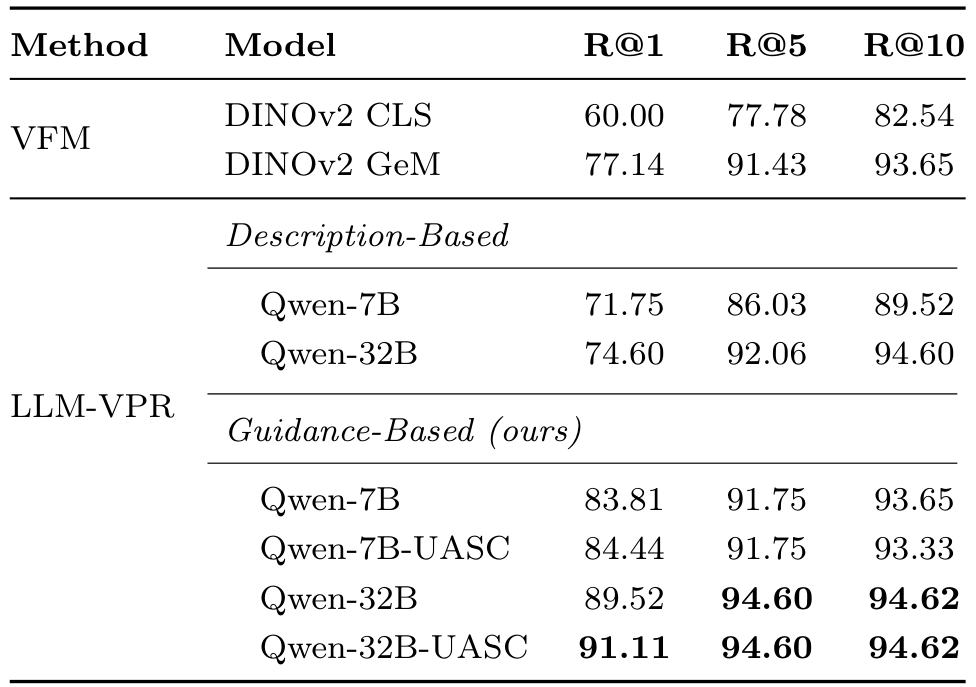 Method Model R@1 R@5 R@10
VFM
DINOv2 CLS 60.00 77.78 82.54
DINOv2 GeM 77.14 91.43 93.65
LLM-VPR
Description-Based
Qwen-7B 71.75 86.03 89.52
Qwen-32B 74.60 92.06 94.60
Guidance-Based (ours)
Qwen-7B 83.81 91.75 93.65
Qwen-7B-UASC 84.44 91.75 93.33
Qwen-32B 89.52 94.60 94.62
Qwen-32B-UASC 91.11 94.60 94.62